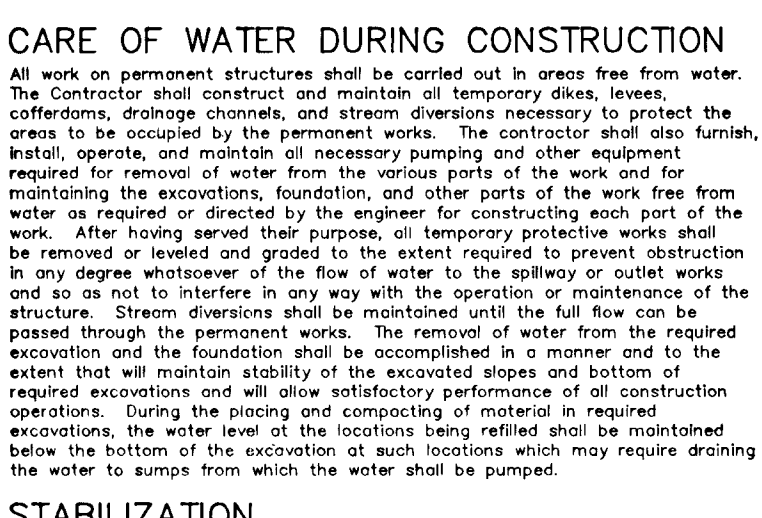 CARE OF WATER DURING CONSTRUCTION
All work on permanent structures shall be carried out in areas free from water.
The Contractor shall construct and maintain all temporary dikes, levees,
cofferdams, drainage channels, and stream diversions necessary to protect the
areas to be occupied by the permanent works. The contractor shall also furnish,
install, operate, and maintain all necessary pumping and other equipment
required for removal of water from the various parts of the work and for
maintaining the excavations, foundation, and other parts of the work free from
water as required or directed by the engineer for constructing each part of the
work. After having served their purpose, all temporary protective works shall
be removed or leveled and graded to the extent required to prevent obstruction
in any degree whatsoever of the flow of water to the spillway or outlet works
and so as not to interfere in any way with the operation or maintenance of the
structure. Stream diversions shall be maintained until the full flow can be
passed through the permanent works. The removal of water from the required
excavation and the foundation shall be accomplished in a manner and to the
extent that will maintain stability of the excavated slopes and bottom of
required excavations and will allow satisfactory performance of all construction
operations. During the placing and compacting of material in required
excavations, the water level at the locations being refilled shall be maintained
below the bottom of the excavation at such locations which may require draining
the water to sumps from which the water shall be pumped.
STABILIZATION